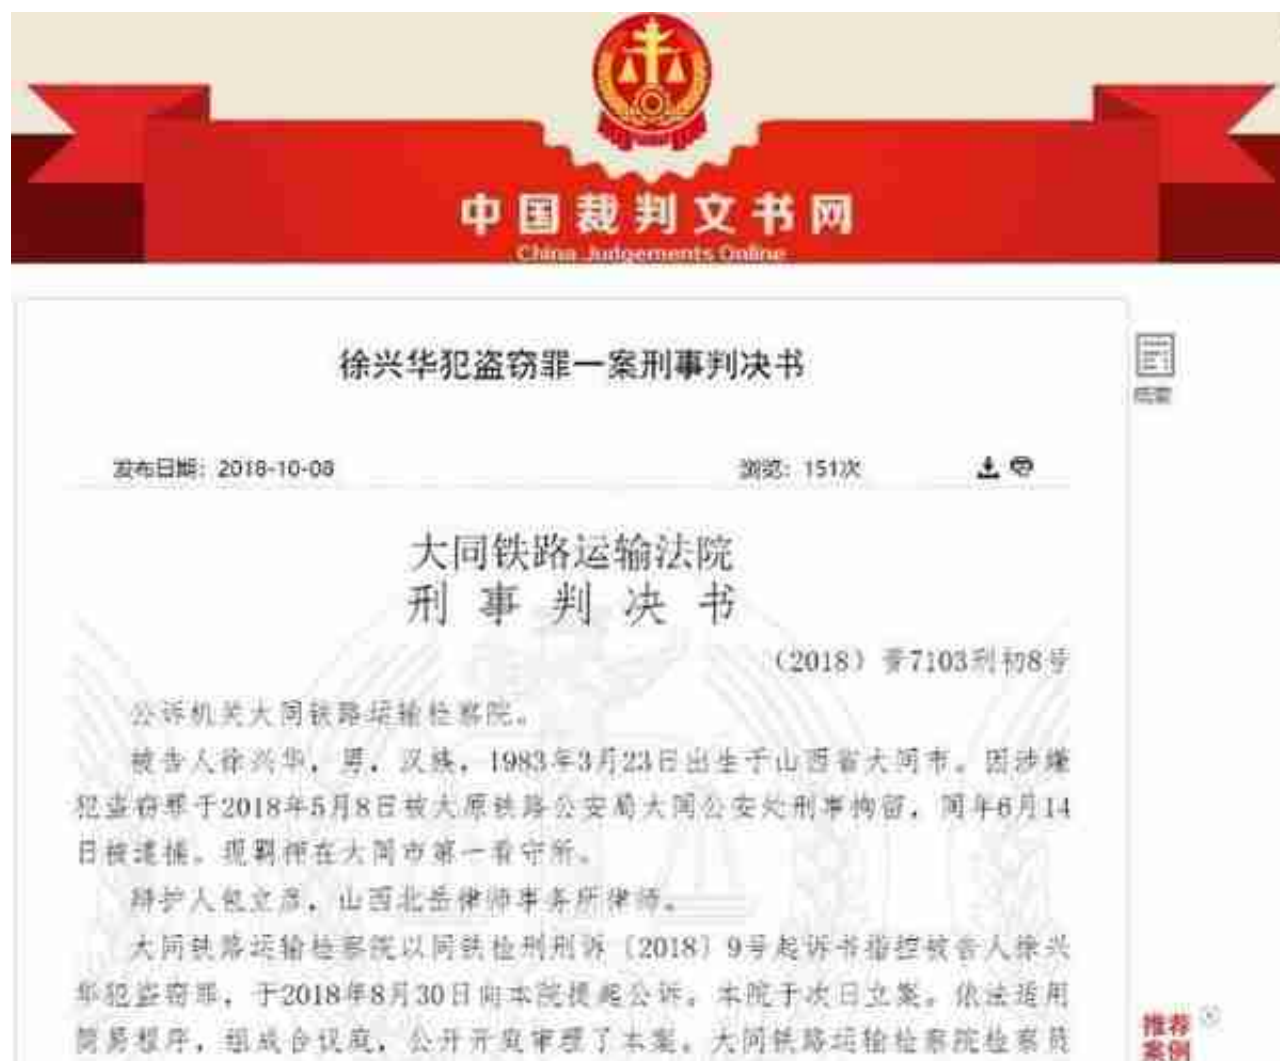 中国裁判文书网
China Judgements Online
徐兴华犯盗窃罪一案刑事判决书
概要
发布日期：2018-10-08
浏览：151次
大同铁路运输法院
刑 事 判 决 书
（2018）晋7103刑初8号
公诉机关大同铁路运输检察院。
被告人徐兴华，男，汉族，1983年3月23日出生于山西省大同市。因涉嫌
犯盗窃罪于2018年5月8日被太原铁路公安局大同公安处刑事拘留，同年6月14
日被逮捕。现羁押在大同市第一看守所。
辩护人包立彦，山西北岳律师事务所律师。
大同铁路运输检察院以同铁检刑刑诉〔2018〕9号起诉书指控被告人徐兴
华犯盗窃罪，于2018年8月30日向本院提起公诉。本院于次日立案，依法适用
简易程序，组成合议庭，公开开庭审理了本案。大同铁路运输检察院检察员
推荐
案例